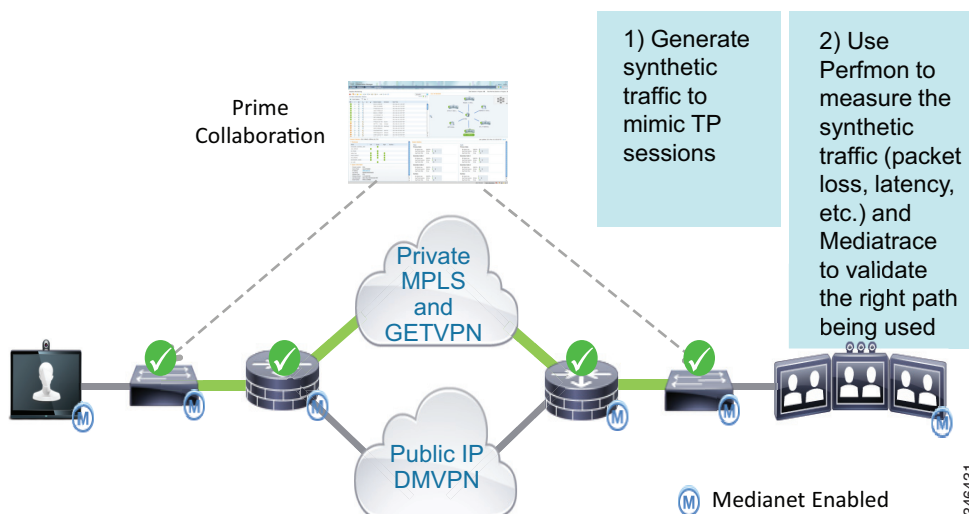 Prime
Collaboration
1) Generate
synthetic
traffic to
mimic TP
sessions
2) Use
Perfmon to
measure the
synthetic
traffic (packet
loss, latency,
etc.) and
Mediatrace
to validate
the right path
being used
Private
MPLS
and
GETVPN
M
M
M
M
M
M
Public IP
DMVPN
M Medianet Enabled